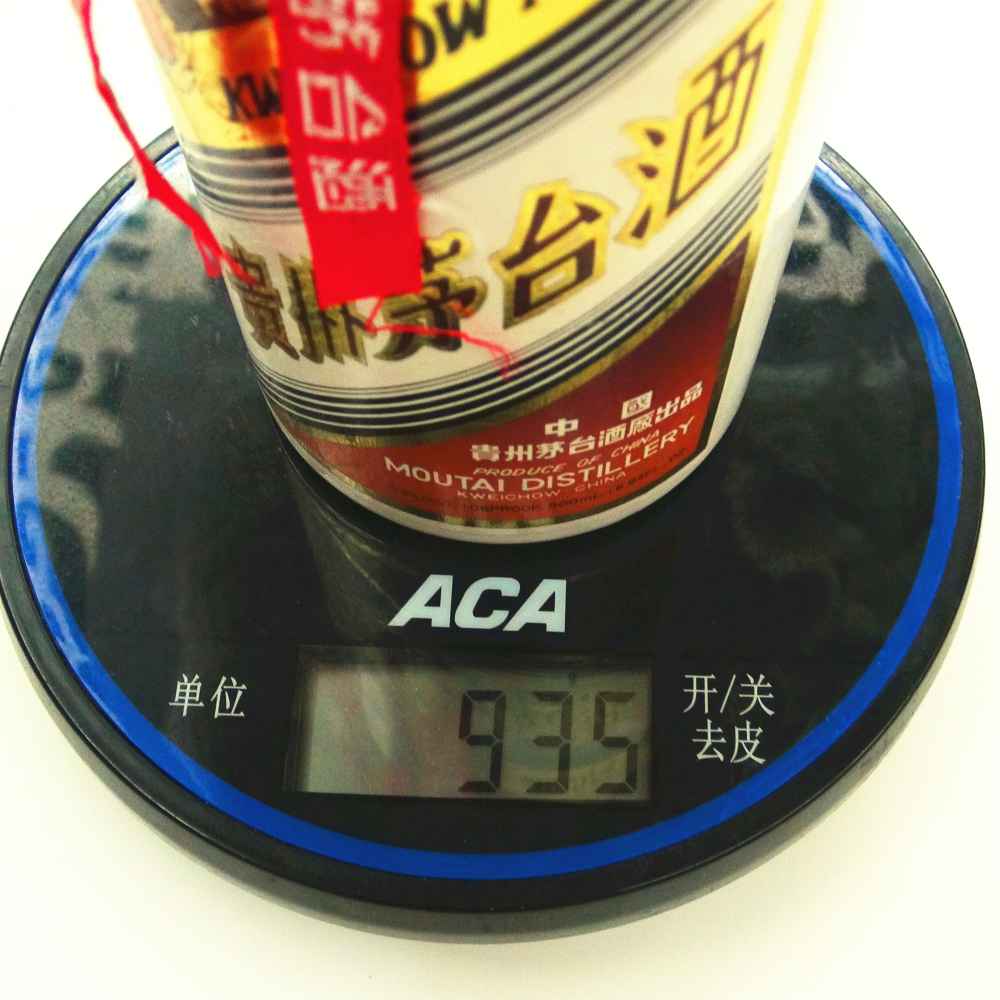 茅台酒
KWEICHOW
貴州茅台酒
中國
貴州茅台酒廠出品
PRODUCE OF CHINA
MOUTAI DISTILLERY
KWEICHOW CHINA
ACA
单位
935
开/关
去皮